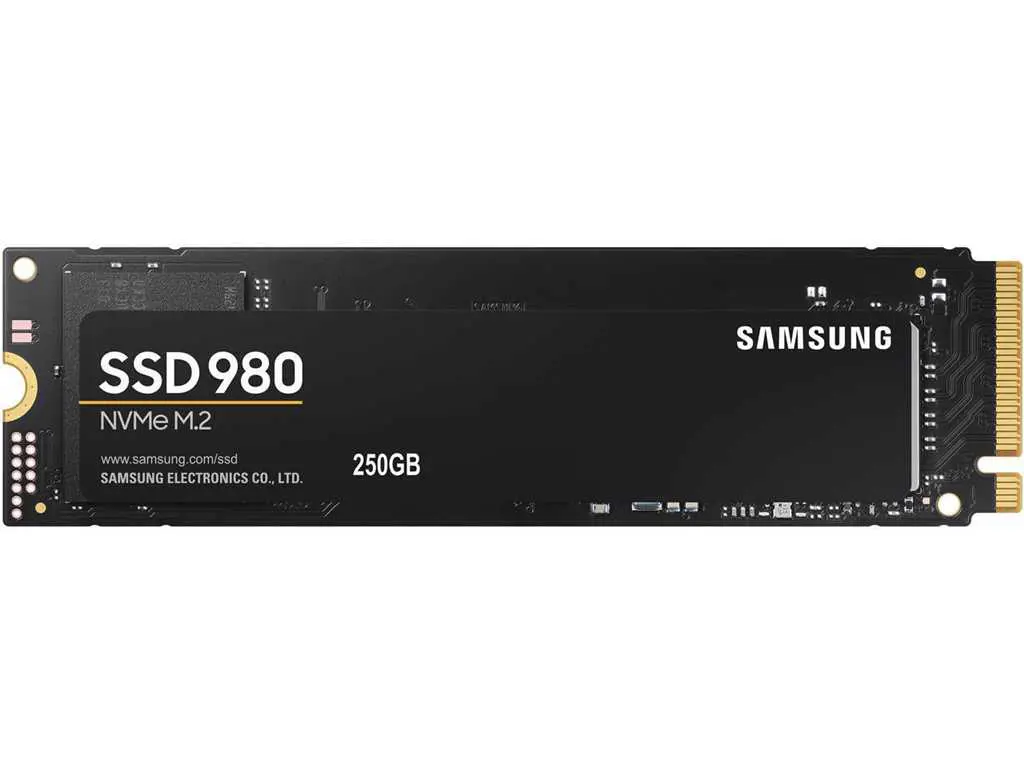 SAMSUNG
SSD 980
NVMe M.2
www.samsung.com/ssd
SAMSUNG ELECTRONICS CO., LTD.
250GB